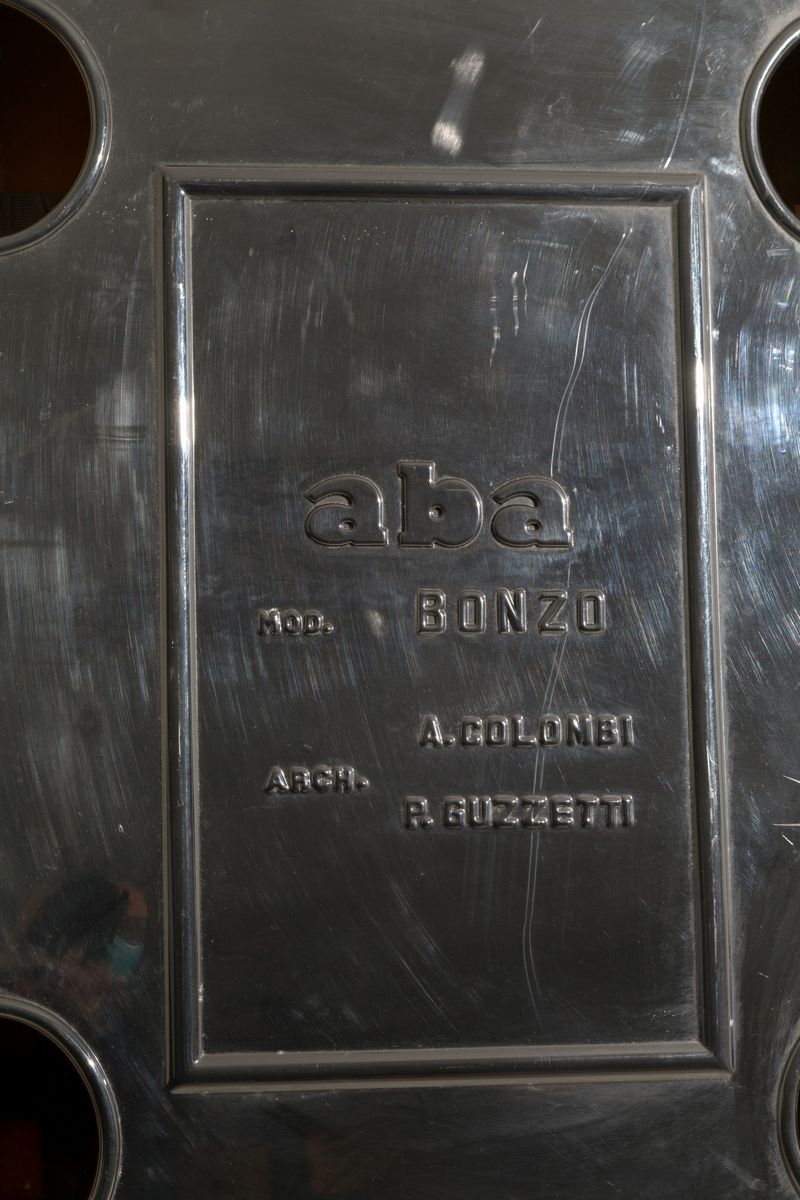 aba
MOD. BONZO
A. COLOMBI
ARCH.
P. GUZZETTI